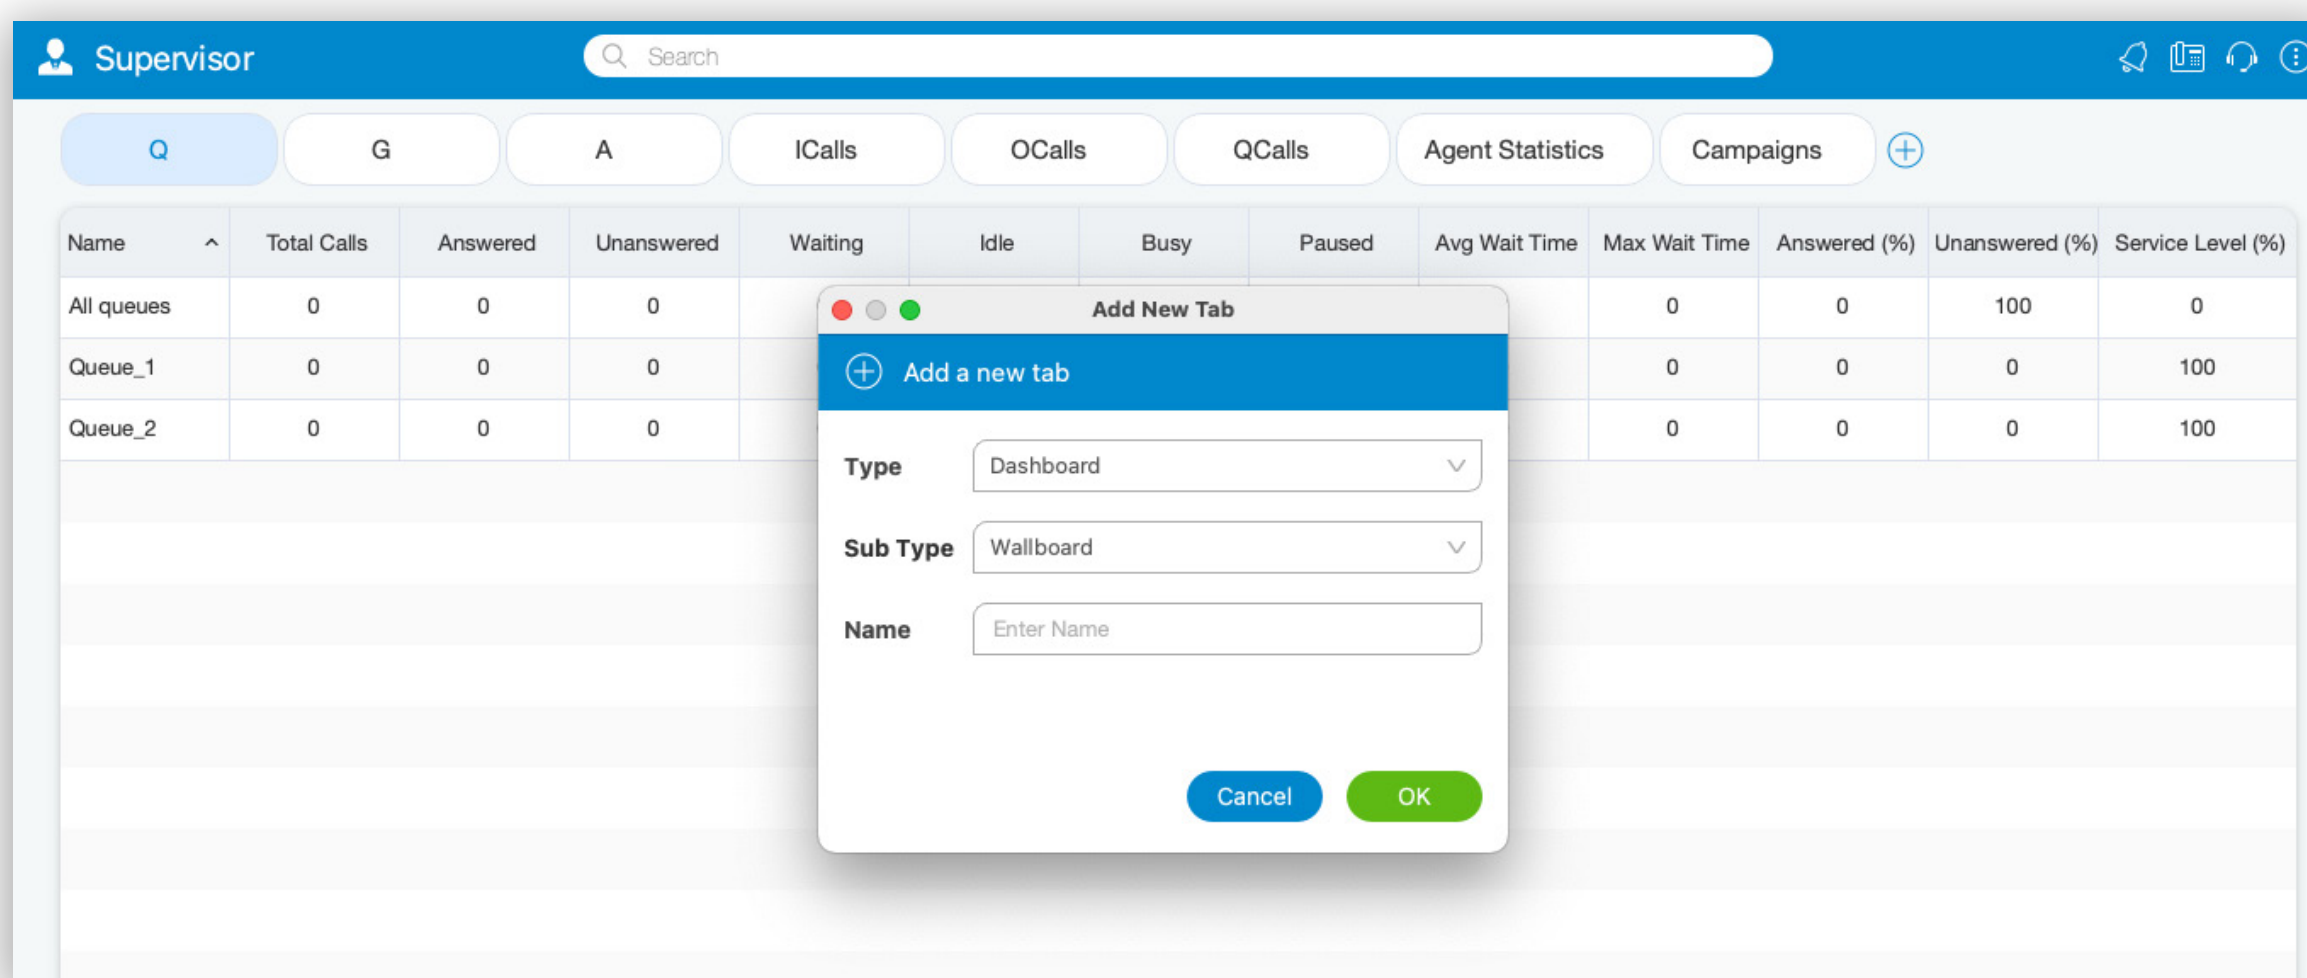 Supervisor
Search
Q G A ICalls OCalls QCalls Agent Statistics Campaigns
Name Total Calls Answered Unanswered Waiting Idle Busy Paused Avg Wait Time Max Wait Time Answered (%) Unanswered (%) Service Level (%)
All queues 0 0 0 0 0 100 0
Queue_1 0 0 0 0 0 0 100
Queue_2 0 0 0 0 0 0 100
Add New Tab
Add a new tab
Type Dashboard
Sub Type Wallboard
Name Enter Name
Cancel OK